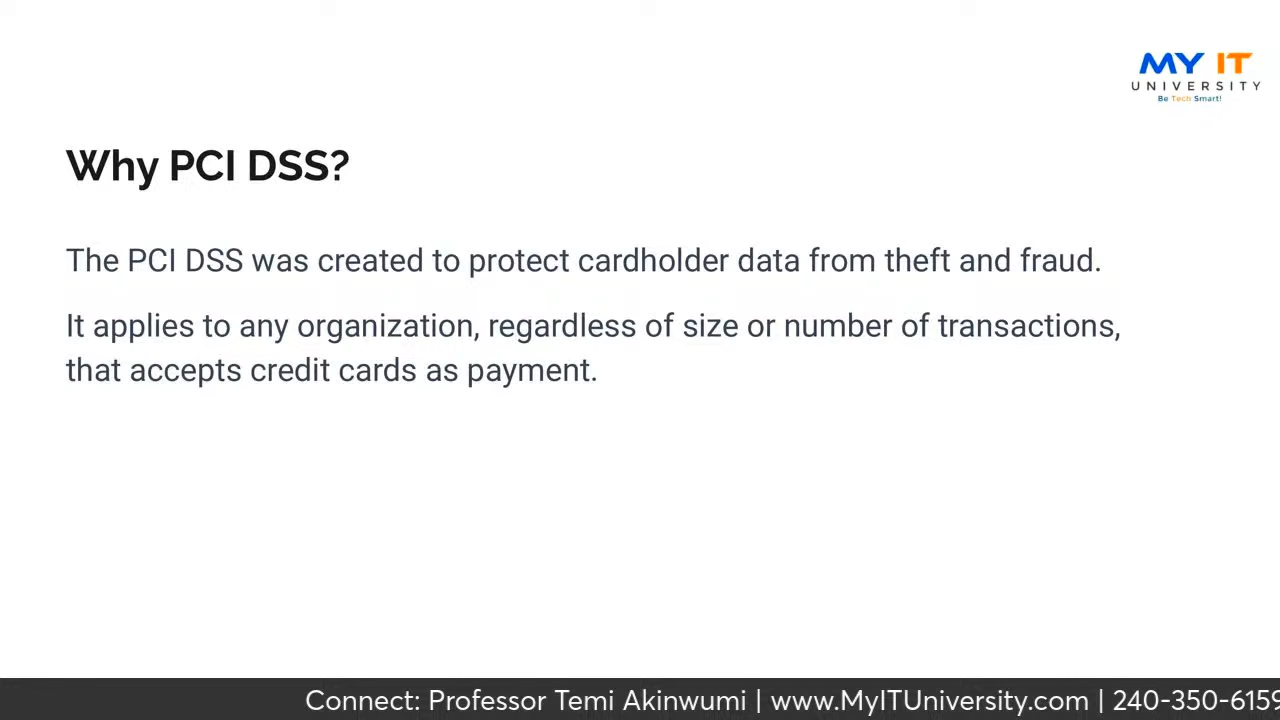 MY IT
UNIVERSITY
Be Tech Smart!
Why PCI DSS?
The PCI DSS was created to protect cardholder data from theft and fraud.
It applies to any organization, regardless of size or number of transactions,
that accepts credit cards as payment.
Connect: Professor Temi Akinwumi | www.MyITUniversity.com | 240-350-6159